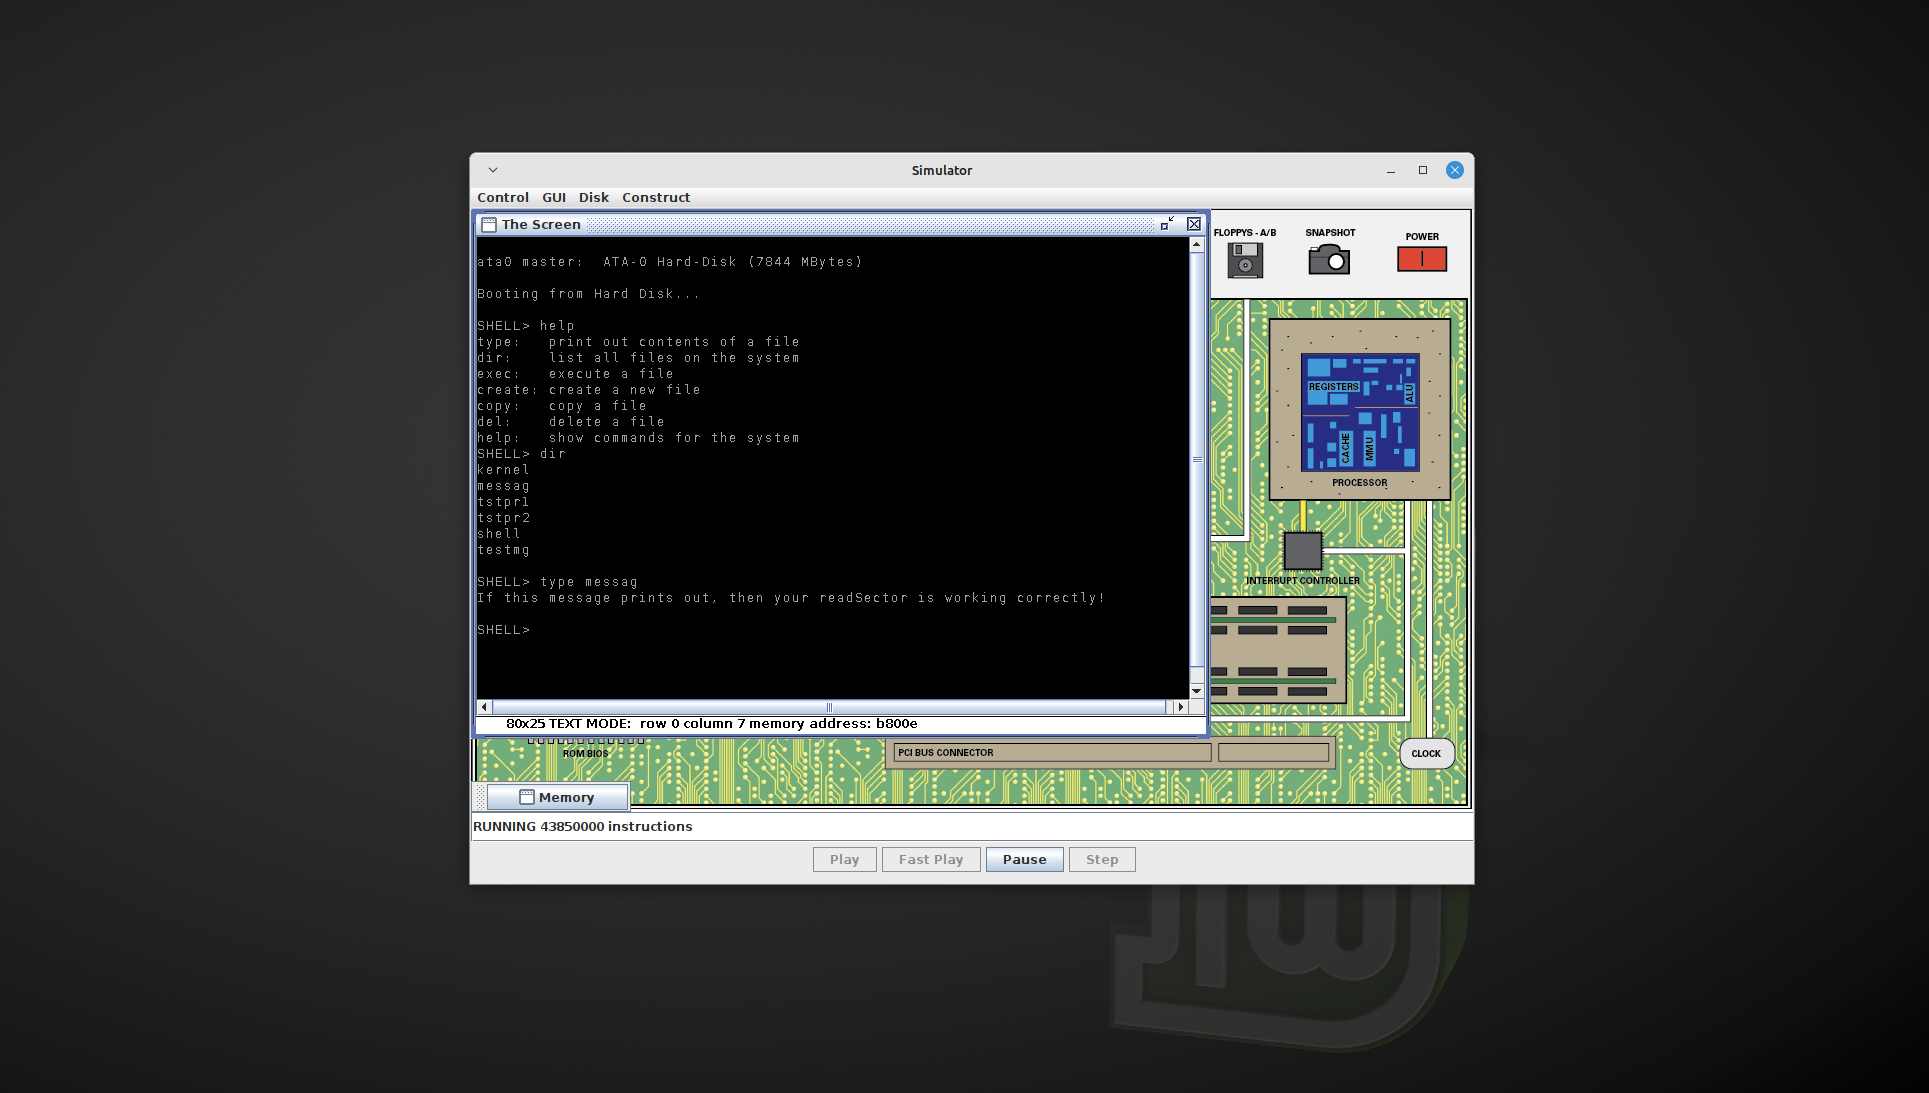 Simulator
Control GUI Disk Construct
The Screen
ata0 master:  ATA-0 Hard-Disk (7844 MBytes)
Booting from Hard Disk...
SHELL> help
type:   print out contents of a file
dir:    list all files on the system
exec:   execute a file
create: create a new file
copy:   copy a file
del:    delete a file
help:   show commands for the system
SHELL> dir
kernel
messag
tstpr1
tstpr2
shell
testmg
SHELL> type messag
If this message prints out, then your readSector is working correctly!
SHELL>
80x25 TEXT MODE:  row 0 column 7 memory address: b800e
FLOPPYS - A/B
SNAPSHOT
POWER
REGISTERS
ALU
CACHE
MMU
PROCESSOR
INTERRUPT CONTROLLER
ROM BIOS
PCI BUS CONNECTOR
CLOCK
Memory
RUNNING 43850000 instructions
Play Fast Play Pause Step